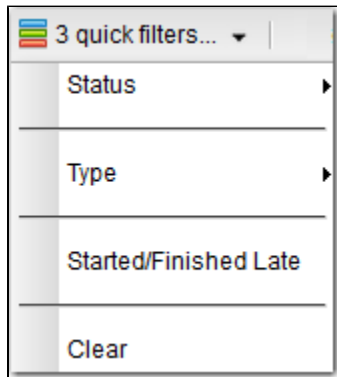 3 quick filters...
Status
Type
Started/Finished Late
Clear